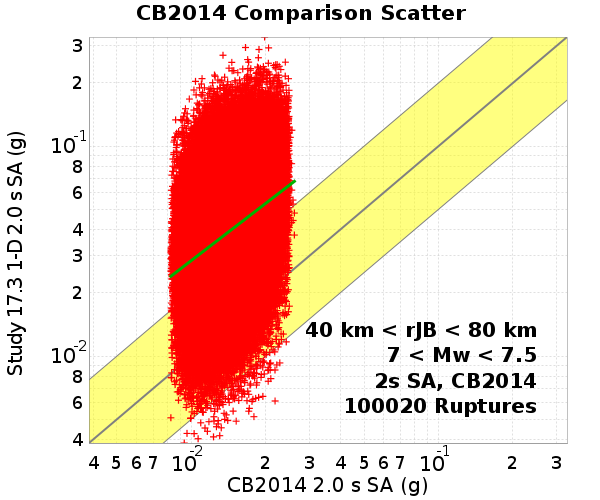 CB2014 Comparison Scatter
3
2
10-1
8
6
4
3
2
10-2
8
6
4
Study 17.3 1-D 2.0 s SA (g)
40 km < rJB < 80 km
7 < Mw < 7.5
2s SA, CB2014
100020 Ruptures
4 5 6 7 10-2 2 3 4 5 6 7 10-1 2 3
CB2014 2.0 s SA (g)